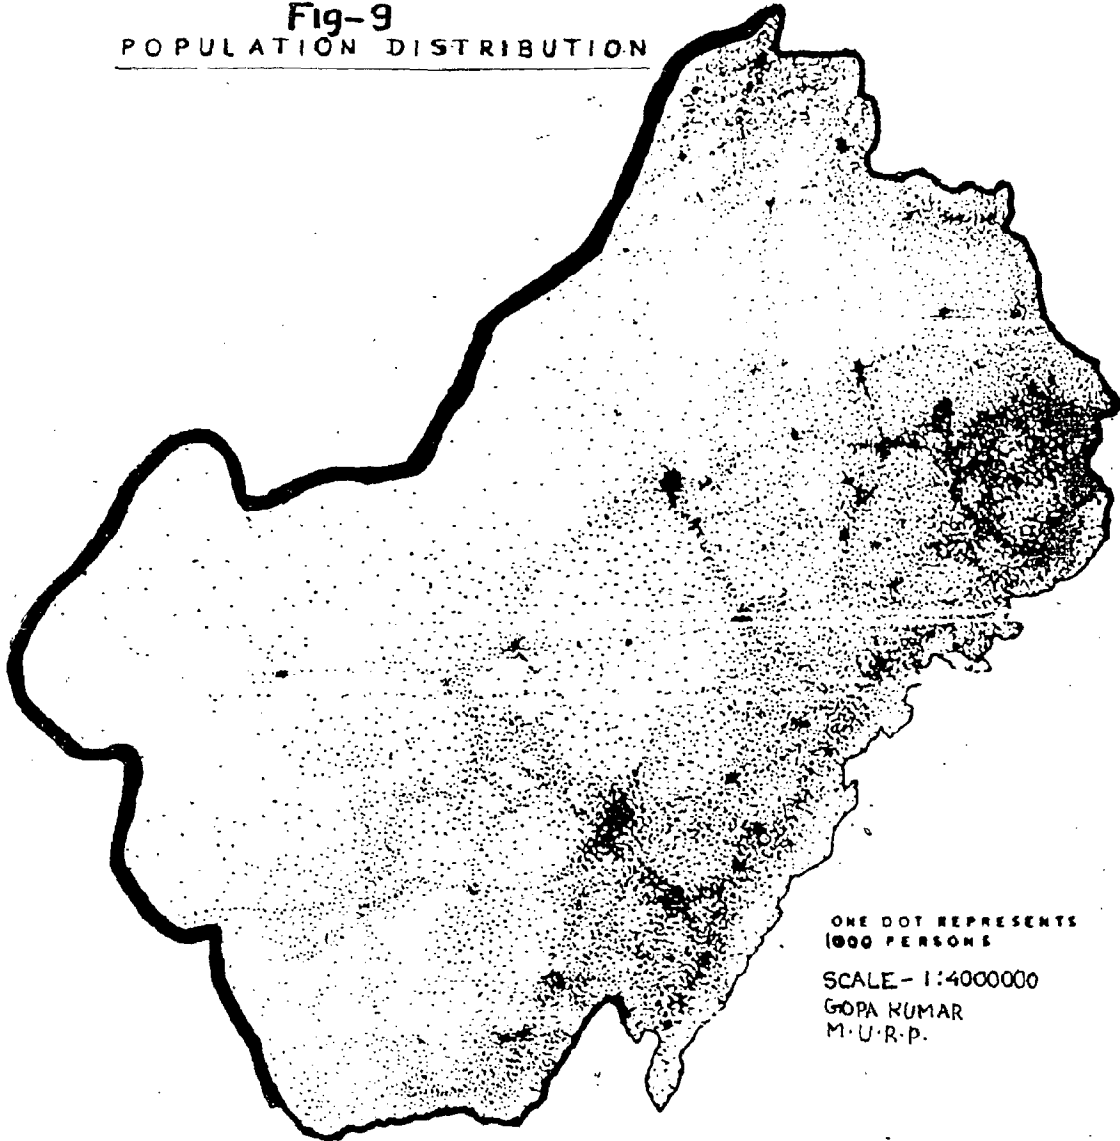 Fig-9
POPULATION DISTRIBUTION
ONE DOT REPRESENTS
1000 PERSONS
SCALE - 1:4000000
GOPA KUMAR
M.U.R.P.